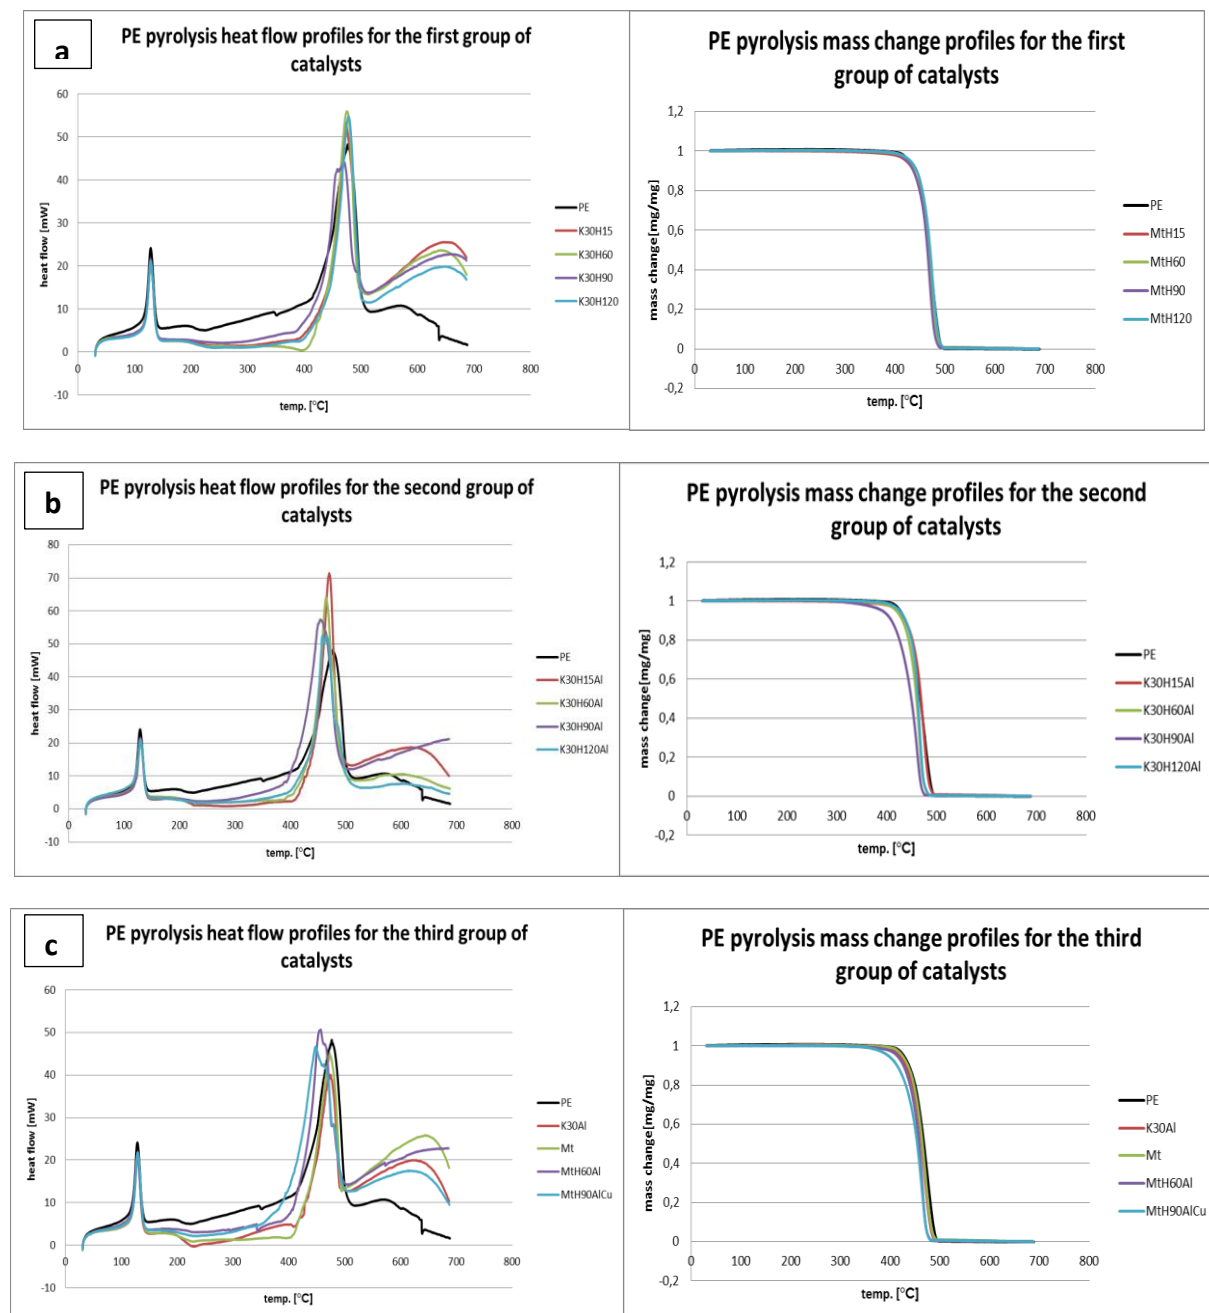 a
PE pyrolysis heat flow profiles for the first group of
catalysts
heat flow [mW]
60
50
40
30
20
10
0
-10
0
100
200
300
400
500
600
700
800
temp. [°C]
PE
K30H15
K30H60
K30H90
K30H120
PE pyrolysis mass change profiles for the first
group of catalysts
mass change[mg/mg]
1,2
1
0,8
0,6
0,4
0,2
0
-0,2
0
100
200
300
400
500
600
700
800
temp. [°C]
PE
MtH15
MtH60
MtH90
MtH120
b
PE pyrolysis heat flow profiles for the second group of
catalysts
heat flow [mW]
80
70
60
50
40
30
20
10
0
-10
0
100
200
300
400
500
600
700
800
temp. [°C]
PE
K30H15Al
K30H60Al
K30H90Al
K30H120Al
PE pyrolysis mass change profiles for the second
group of catalysts
mass change[mg/mg]
1,2
1
0,8
0,6
0,4
0,2
0
-0,2
0
100
200
300
400
500
600
700
800
temp. [°C]
PE
K30H15Al
K30H60Al
K30H90Al
K30H120Al
c
PE pyrolysis heat flow profiles for the third group of
catalysts
heat flow [mW]
60
50
40
30
20
10
0
-10
0
100
200
300
400
500
600
700
800
temp. [°C]
PE
K30Al
Mt
MtH60Al
MtH90AlCu
PE pyrolysis mass change profiles for the third
group of catalysts
mass change[mg/mg]
1,2
1
0,8
0,6
0,4
0,2
0
-0,2
0
100
200
300
400
500
600
700
800
temp. [°C]
PE
K30Al
Mt
MtH60Al
MtH90AlCu